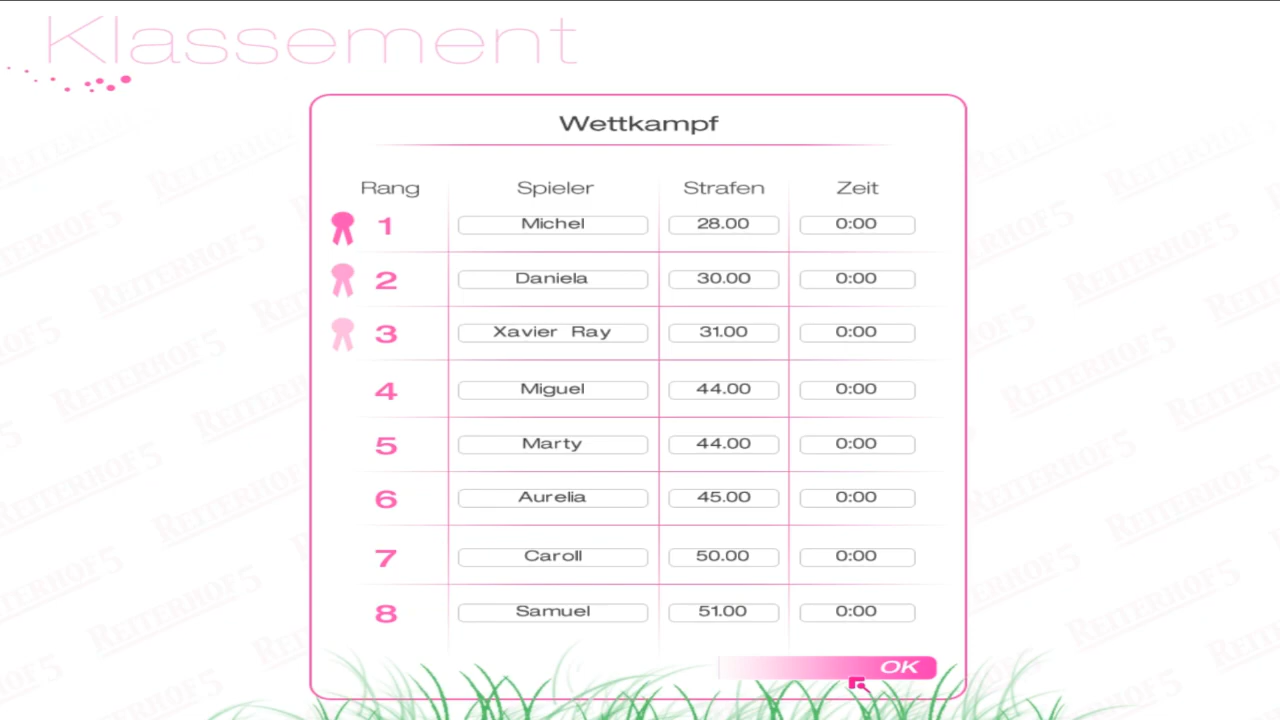 Klassement
Wettkampf
Rang Spieler Strafen Zeit
1 Michel 28.00 0:00
2 Daniela 30.00 0:00
3 Xavier Ray 31.00 0:00
4 Miguel 44.00 0:00
5 Marty 44.00 0:00
6 Aurelia 45.00 0:00
7 Caroll 50.00 0:00
8 Samuel 51.00 0:00
OK
REITERHOF 5